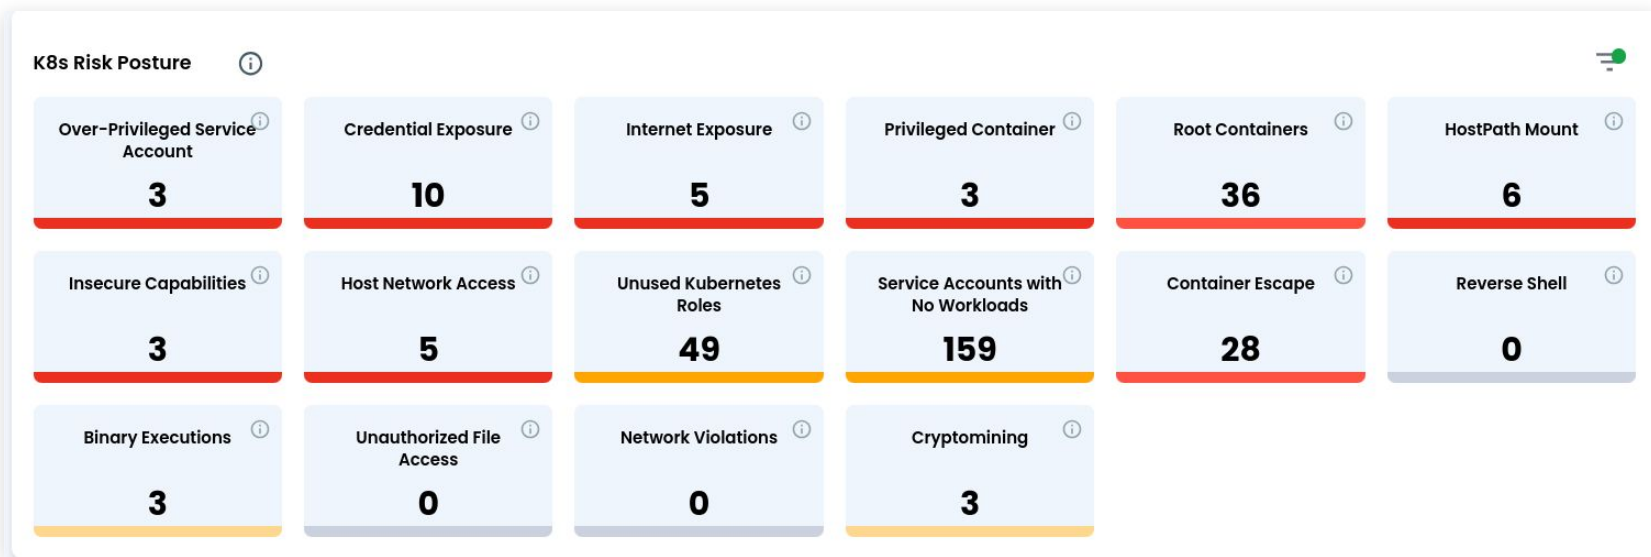 K8s Risk Posture
Over-Privileged Service
Account
3
Credential Exposure
10
Internet Exposure
5
Privileged Container
3
Root Containers
36
HostPath Mount
6
Insecure Capabilities
3
Host Network Access
5
Unused Kubernetes
Roles
49
Service Accounts with
No Workloads
159
Container Escape
28
Reverse Shell
0
Binary Executions
3
Unauthorized File
Access
0
Network Violations
0
Cryptomining
3